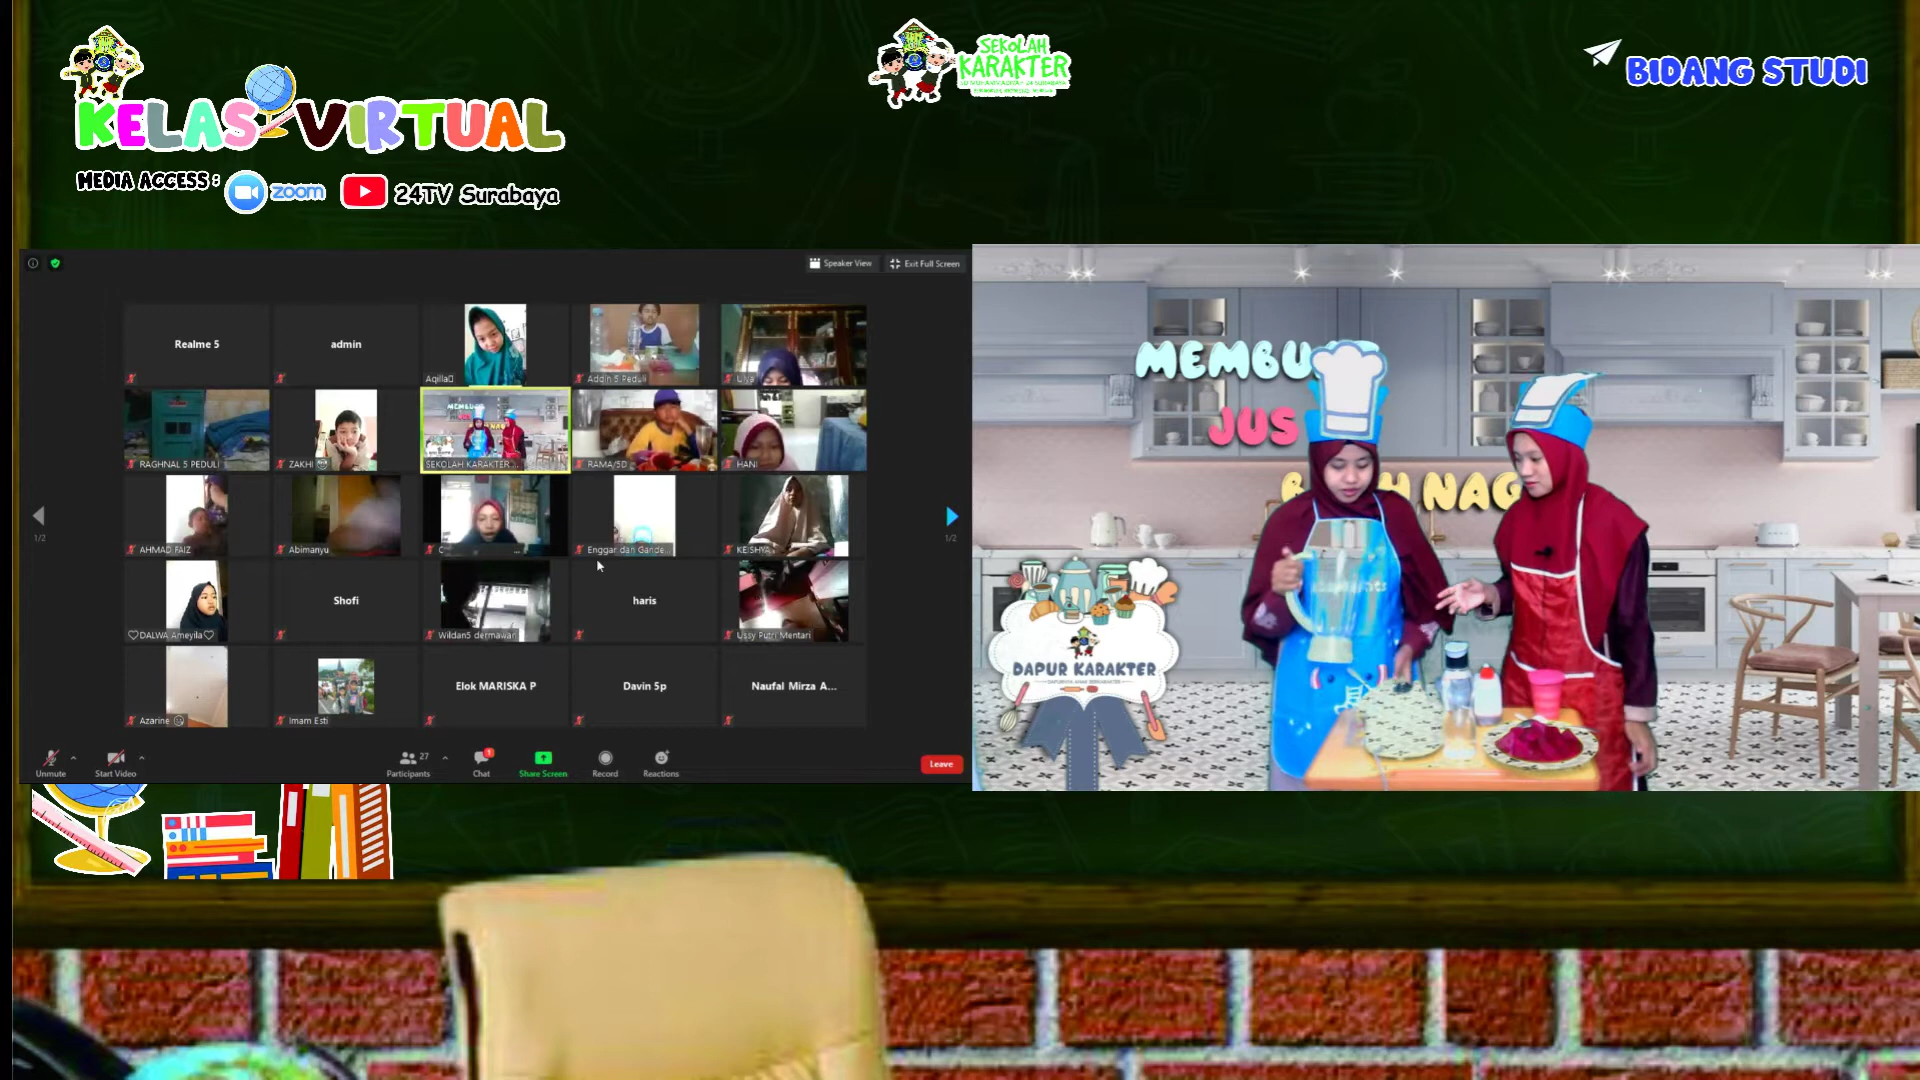 KELAS VIRTUAL
MEDIA ACCESS :
zoom
24TV Surabaya
SEKOLAH
KARAKTER
BIDANG STUDI
Speaker View
Exit Full Screen
Realme 5
admin
Aqilla
Addin 5 Peduli
Lilya
RAGHNAL 5 PEDULI
ZAKHI
SEKOLAH KARAKTER...
RAMA/5D
HANI
AHMAD FAIZ
Abimanyu
C
...
Enggar dan Gande...
KEISHYA
1/2
1/2
♡DALWA Ameyila♡
Shofi
Wildan5 dermawan
haris
Ussy Putri Mentari
Azarine
Imam Esti
Elok MARISKA P
Davin 5p
Naufal Mirza A...
Unmute
Start Video
27
Participants
1
Chat
Share Screen
Record
Reactions
Leave
MEMBU
JUS
B H NAG
DAPUR KARAKTER